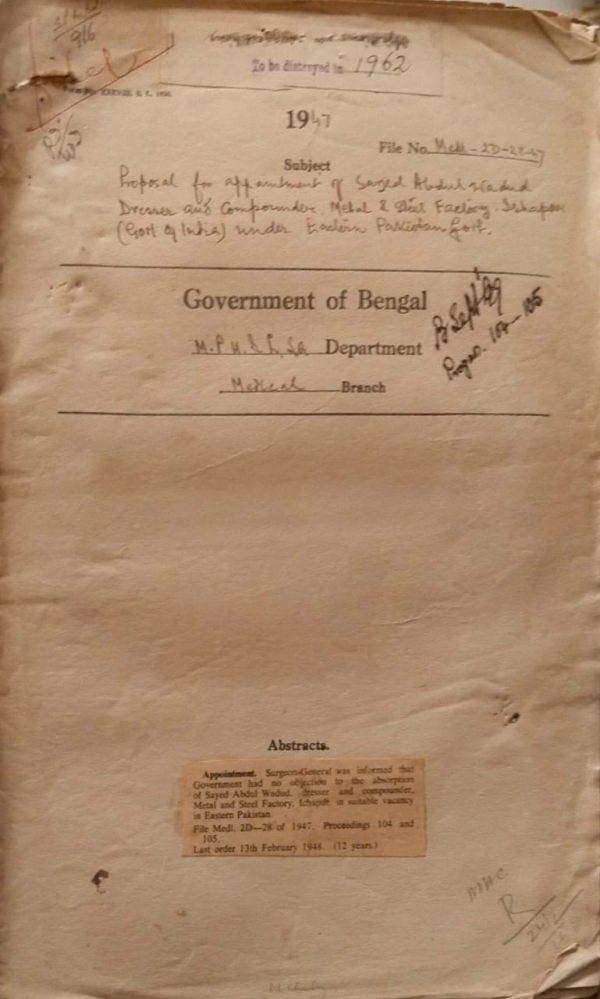 To be distroyed in 1962
1947
File No. Medl-2D-28-47
Subject
Proposal for appointment of Sayed Abdul Wadud
Dresser and Compounder, Metal & Steel Factory. Ishapur
(Govt of India) under Eastern Pakistan Govt.
Government of Bengal
Department
B Sept 49
Progs. 104-105
Medical Branch
Abstracts.
Appointment. Surgeon-General was informed that
Government had no objection to the absorption
of Sayed Abdul Wadud, dresser and compounder,
Metal and Steel Factory, Ichapur, in suitable vacancy
in Eastern Pakistan.
File Medl. 2D—28 of 1947. Proceedings 104 and
105.
Last order 13th February 1948. (12 years.)